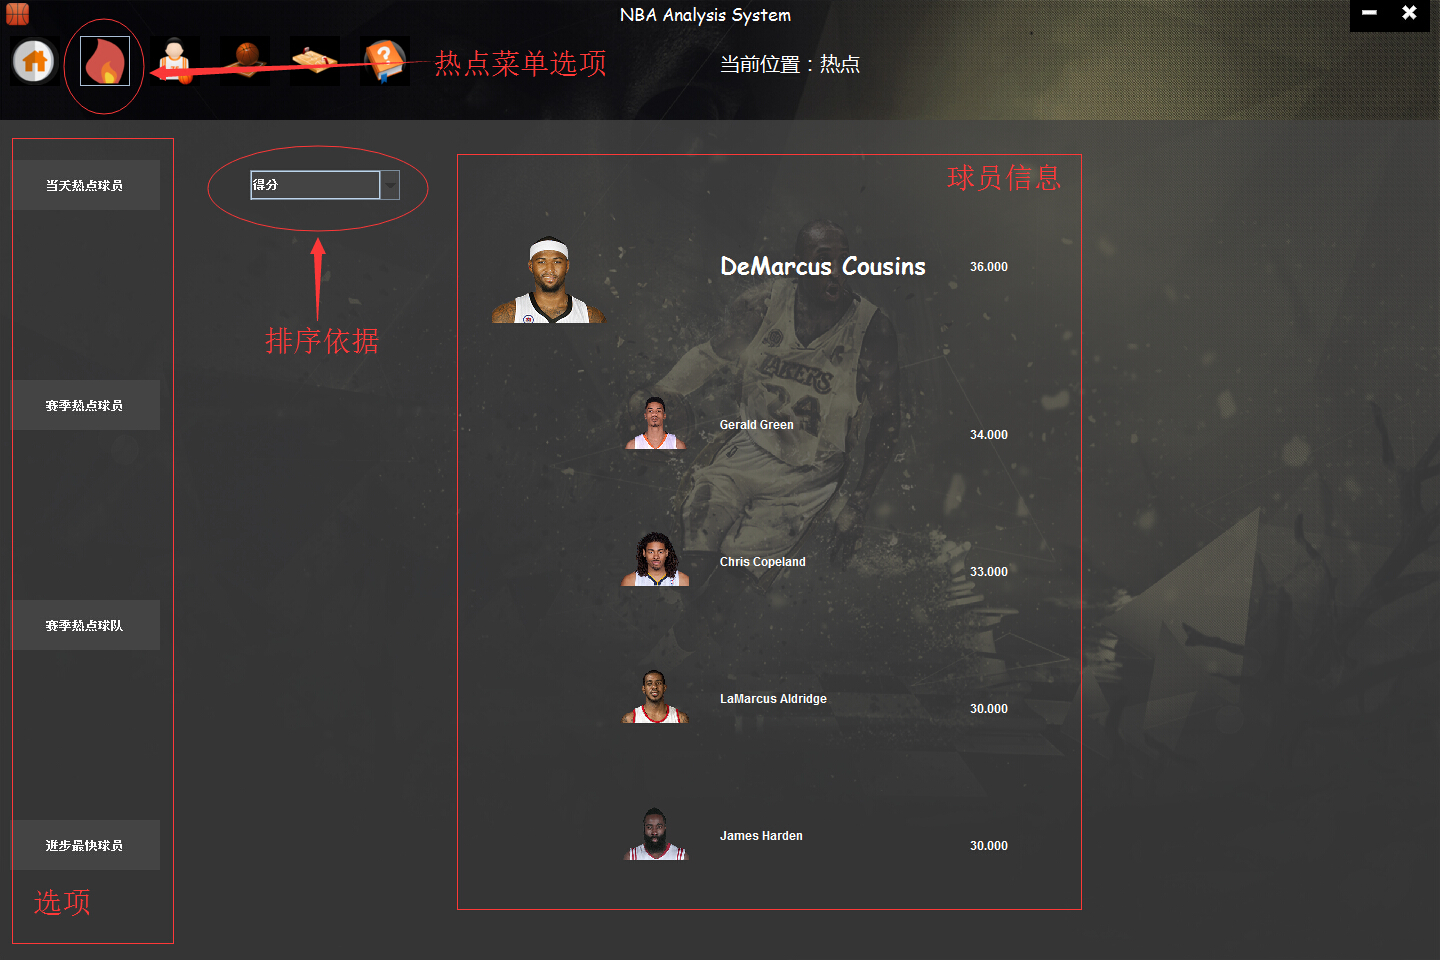 NBA Analysis System
热点菜单选项
当前位置：热点
当天热点球员
得分
球员信息
DeMarcus Cousins
36.000
排序依据
赛季热点球员
Gerald Green
34.000
Chris Copeland
33.000
赛季热点球队
LaMarcus Aldridge
30.000
进步最快球员
James Harden
30.000
选项
LAKERS
24